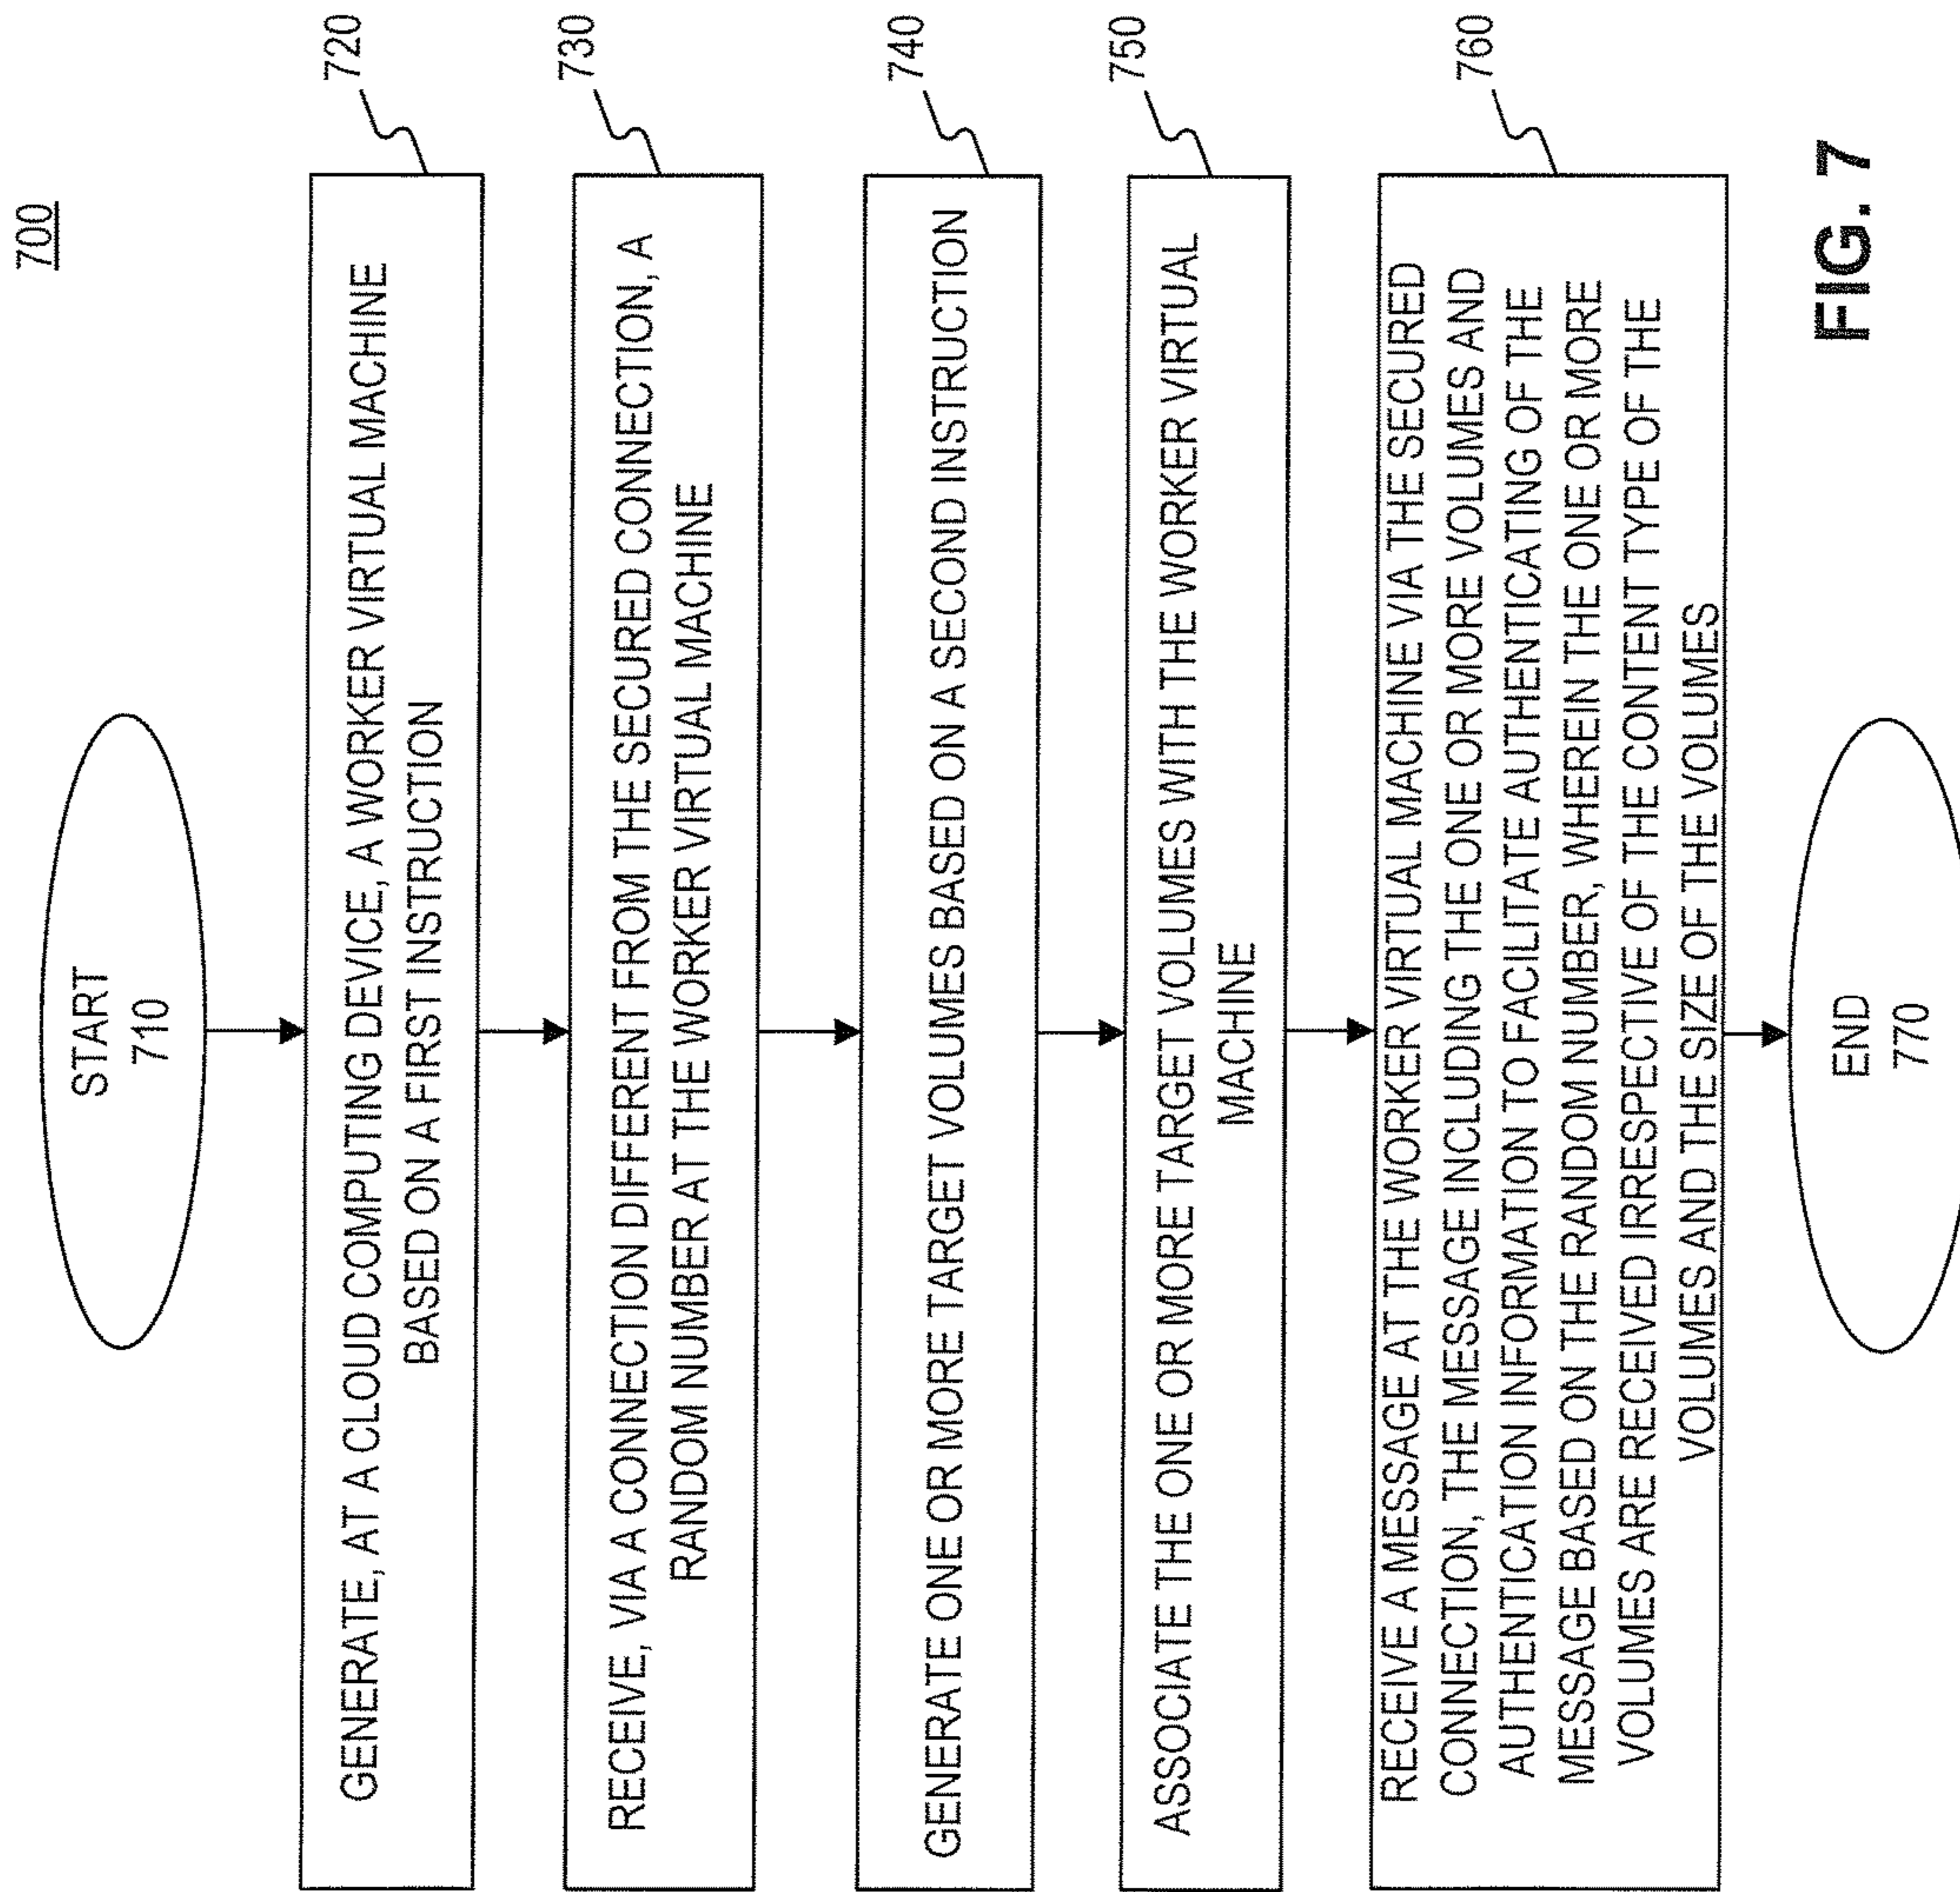 700
START
710
GENERATE, AT A CLOUD COMPUTING DEVICE, A WORKER VIRTUAL MACHINE
BASED ON A FIRST INSTRUCTION
720
RECEIVE, VIA A CONNECTION DIFFERENT FROM THE SECURED CONNECTION, A
RANDOM NUMBER AT THE WORKER VIRTUAL MACHINE
730
GENERATE ONE OR MORE TARGET VOLUMES BASED ON A SECOND INSTRUCTION
740
ASSOCIATE THE ONE OR MORE TARGET VOLUMES WITH THE WORKER VIRTUAL
MACHINE
750
RECEIVE A MESSAGE AT THE WORKER VIRTUAL MACHINE VIA THE SECURED
CONNECTION, THE MESSAGE INCLUDING THE ONE OR MORE VOLUMES AND
AUTHENTICATION INFORMATION TO FACILITATE AUTHENTICATING OF THE
MESSAGE BASED ON THE RANDOM NUMBER, WHEREIN THE ONE OR MORE
VOLUMES ARE RECEIVED IRRESPECTIVE OF THE CONTENT TYPE OF THE
VOLUMES AND THE SIZE OF THE VOLUMES
760
END
770
FIG. 7